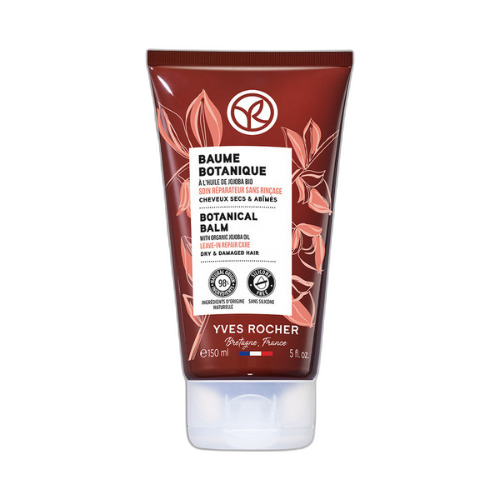 BAUME
BOTANIQUE
À L'HUILE DE JOJOBA BIO
SOIN RÉPARATEUR SANS RINÇAGE
CHEVEUX SECS & ABÎMÉS
BOTANICAL
BALM
WITH ORGANIC JOJOBA OIL
LEAVE-IN REPAIR CARE
DRY & DAMAGED HAIR
98%
SILICONE
FREE
INGRÉDIENTS D'ORIGINE
NATURELLE
SANS SILICONE
YVES ROCHER
Bretagne, France
℮150 ml
5 fl. oz.